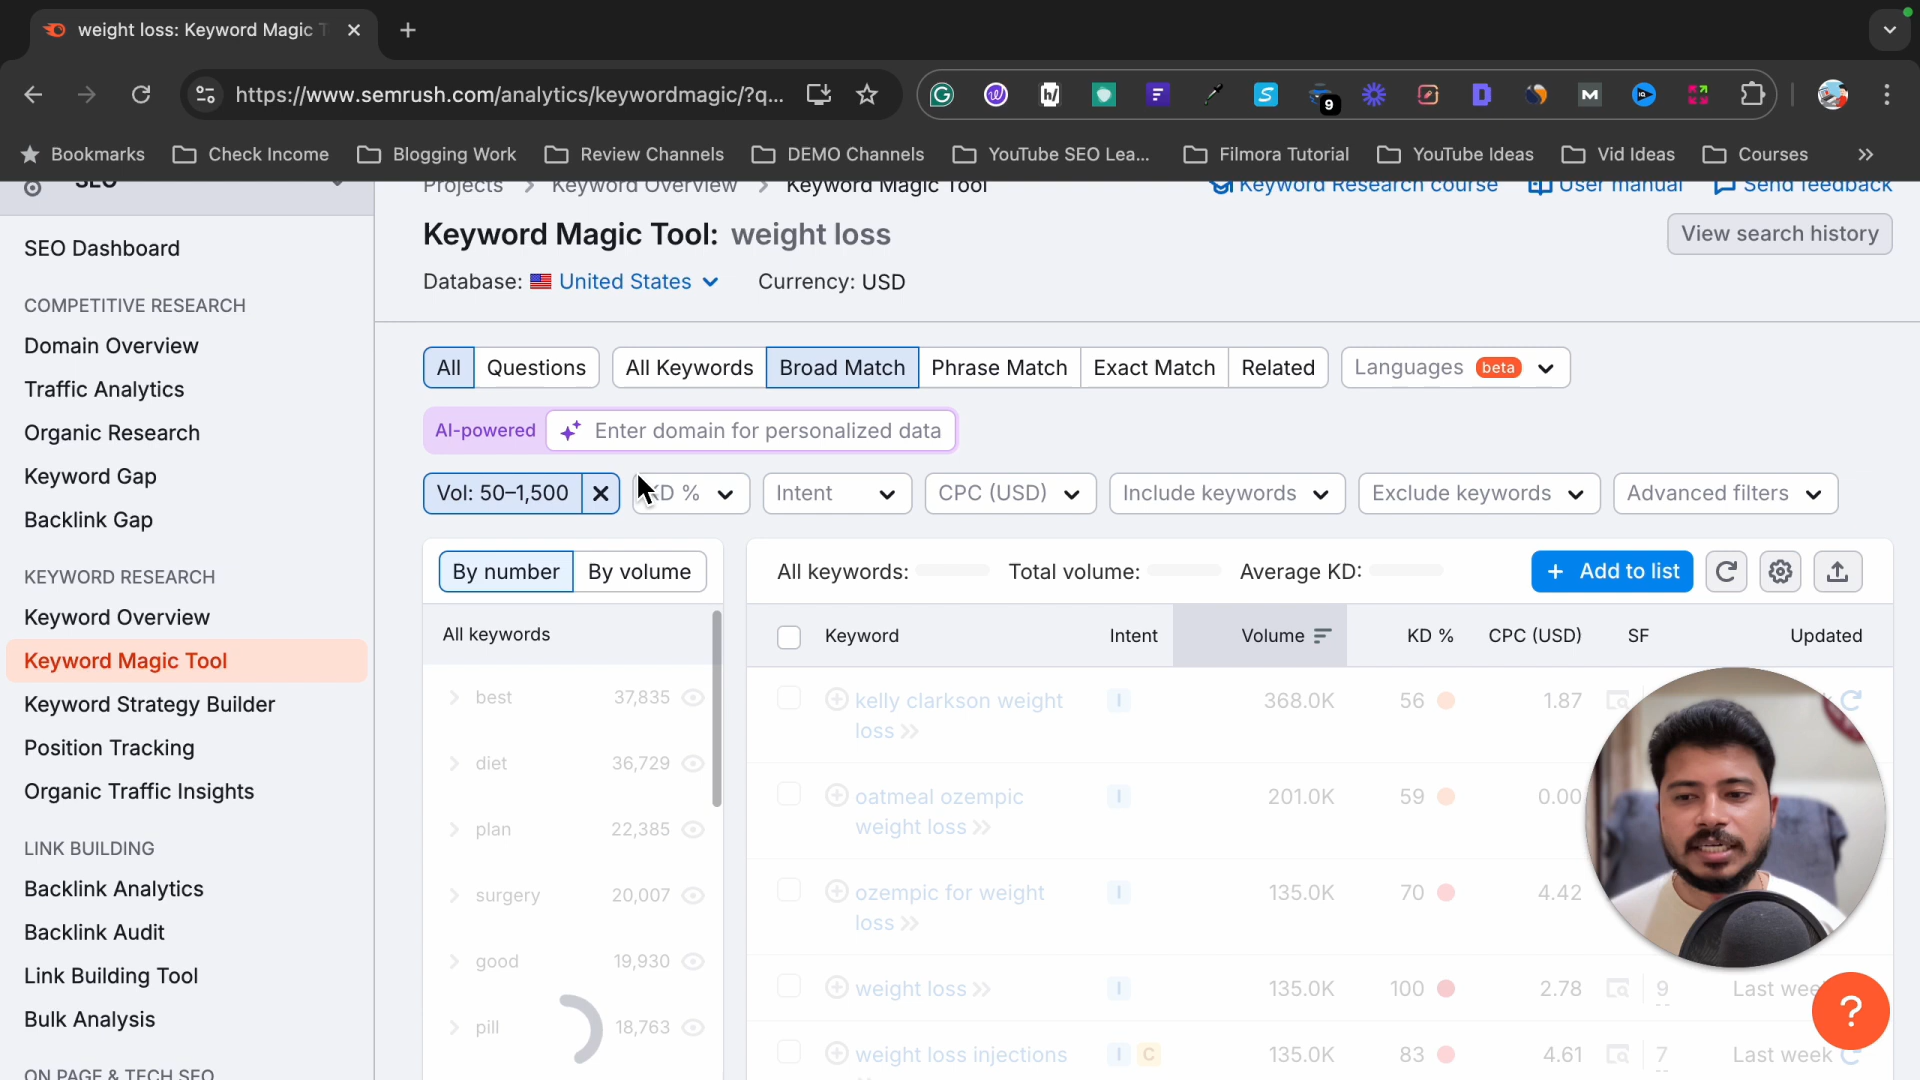 weight loss: Keyword Magic T
https://www.semrush.com/analytics/keywordmagic/?q...
9
Bookmarks
Check Income
Blogging Work
Review Channels
DEMO Channels
YouTube SEO Lea...
Filmora Tutorial
YouTube Ideas
Vid Ideas
Courses
SEO
SEO Dashboard
COMPETITIVE RESEARCH
Domain Overview
Traffic Analytics
Organic Research
Keyword Gap
Backlink Gap
KEYWORD RESEARCH
Keyword Overview
Keyword Magic Tool
Keyword Strategy Builder
Position Tracking
Organic Traffic Insights
LINK BUILDING
Backlink Analytics
Backlink Audit
Link Building Tool
Bulk Analysis
ON PAGE & TECH SEO
Projects > Keyword Overview > Keyword Magic Tool
Keyword Research course
User manual
Send feedback
Keyword Magic Tool: weight loss
View search history
Database: United States
Currency: USD
All Questions
All Keywords Broad Match Phrase Match Exact Match Related
Languages beta
AI-powered Enter domain for personalized data
Vol: 50–1,500
KD %
Intent
CPC (USD)
Include keywords
Exclude keywords
Advanced filters
By number By volume
All keywords
best 37,835
diet 36,729
plan 22,385
surgery 20,007
good 19,930
pill 18,763
All keywords: Total volume: Average KD:
+ Add to list
Keyword Intent Volume KD % CPC (USD) SF Updated
kelly clarkson weight loss I 368.0K 56 1.87
oatmeal ozempic weight loss I 201.0K 59 0.00
ozempic for weight loss I 135.0K 70 4.42
weight loss I 135.0K 100 2.78 9 Last week
weight loss injections I C 135.0K 83 4.61 7 Last week
?